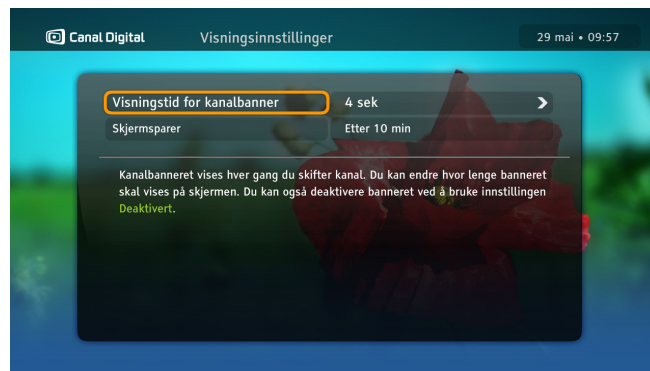 Canal Digital
Visningsinnstillinger
29 mai • 09:57
Visningstid for kanalbanner
4 sek
Skjermsparer
Etter 10 min
Kanalbanneret vises hver gang du skifter kanal. Du kan endre hvor lenge banneret
skal vises på skjermen. Du kan også deaktivere banneret ved å bruke innstillingen
Deaktivert.